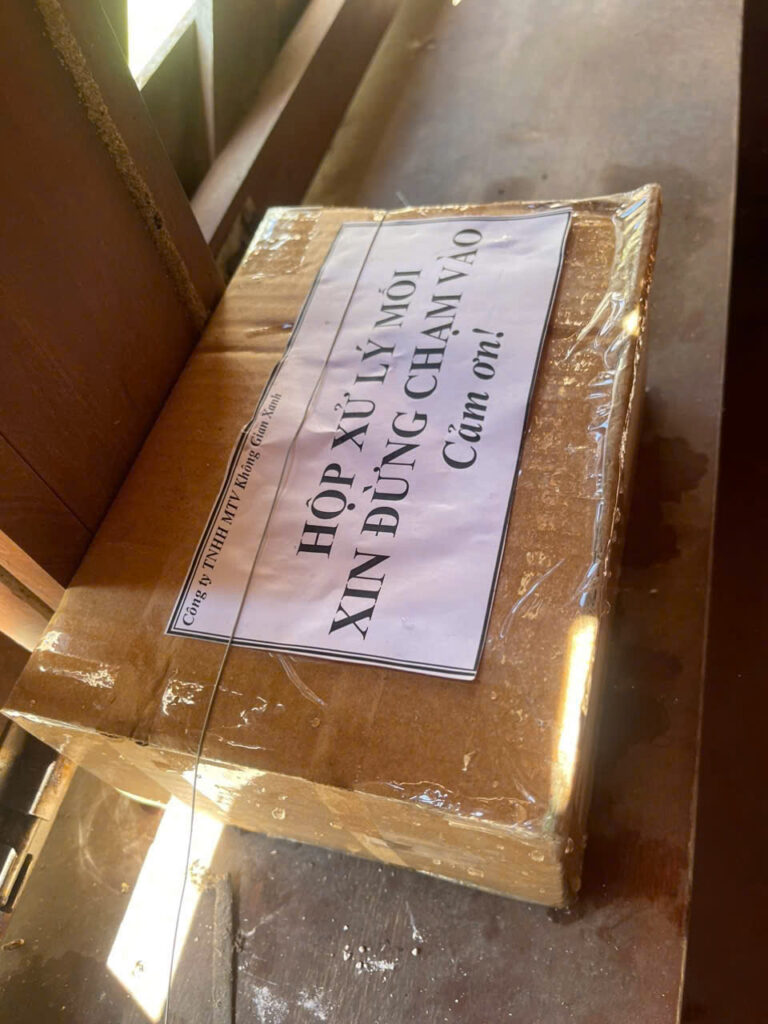 Công ty TNHH MTV Không Gian Xanh
HỘP XỬ LÝ MỐI
XIN ĐỪNG CHẠM VÀO
Cảm ơn!